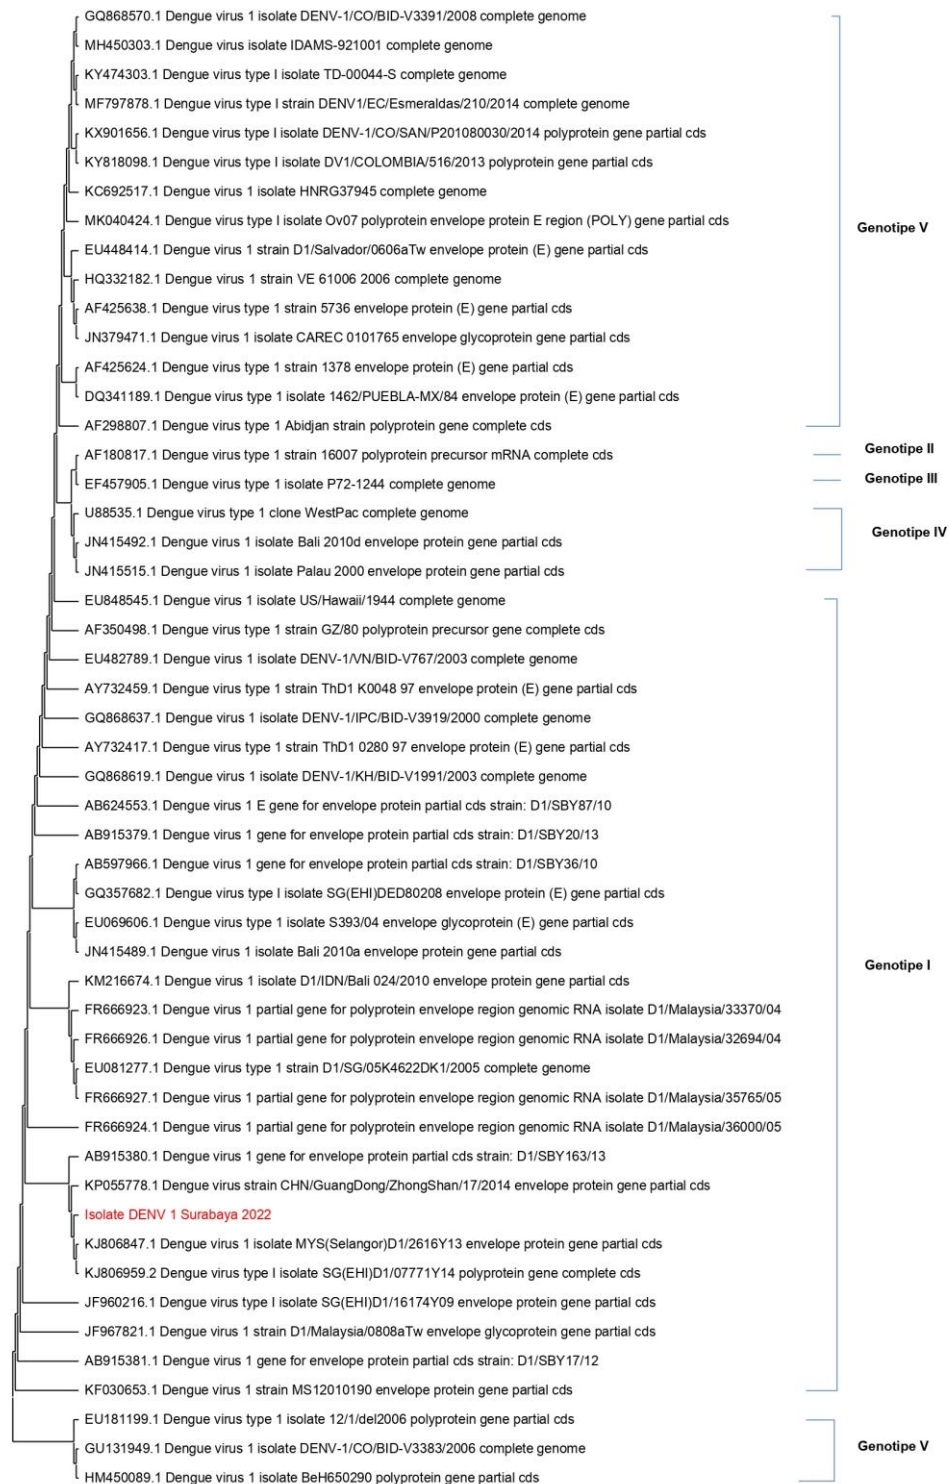 GQ868570.1 Dengue virus 1 isolate DENV-1/CO/BID-V3391/2008 complete genome
MH450303.1 Dengue virus isolate IDAMS-921001 complete genome
KY474303.1 Dengue virus type I isolate TD-00044-S complete genome
MF797878.1 Dengue virus type I strain DENV1/EC/Esmeraldas/210/2014 complete genome
KX901656.1 Dengue virus type I isolate DENV-1/CO/SAN/P201080030/2014 polyprotein gene partial cds
KY818098.1 Dengue virus type I isolate DV1/COLOMBIA/516/2013 polyprotein gene partial cds
KC692517.1 Dengue virus 1 isolate HNRG37945 complete genome
MK040424.1 Dengue virus type I isolate Ov07 polyprotein envelope protein E region (POLY) gene partial cds
Genotipe V
EU448414.1 Dengue virus 1 strain D1/Salvador/0606aTw envelope protein (E) gene partial cds
HQ332182.1 Dengue virus 1 strain VE 61006 2006 complete genome
AF425638.1 Dengue virus type 1 strain 5736 envelope protein (E) gene partial cds
JN379471.1 Dengue virus 1 isolate CAREC 0101765 envelope glycoprotein gene partial cds
AF425624.1 Dengue virus type 1 strain 1378 envelope protein (E) gene partial cds
DQ341189.1 Dengue virus type 1 isolate 1462/PUEBLA-MX/84 envelope protein (E) gene partial cds
AF298807.1 Dengue virus type 1 Abidjan strain polyprotein gene complete cds
AF180817.1 Dengue virus type 1 strain 16007 polyprotein precursor mRNA complete cds
Genotipe II
EF457905.1 Dengue virus type 1 isolate P72-1244 complete genome
Genotipe III
U88535.1 Dengue virus type 1 clone WestPac complete genome
Genotipe IV
JN415492.1 Dengue virus 1 isolate Bali 2010d envelope protein gene partial cds
JN415515.1 Dengue virus 1 isolate Palau 2000 envelope protein gene partial cds
EU848545.1 Dengue virus 1 isolate US/Hawaii/1944 complete genome
AF350498.1 Dengue virus type 1 strain GZ/80 polyprotein precursor gene complete cds
EU482789.1 Dengue virus 1 isolate DENV-1/VN/BID-V767/2003 complete genome
AY732459.1 Dengue virus type 1 strain ThD1 K0048 97 envelope protein (E) gene partial cds
GQ868637.1 Dengue virus 1 isolate DENV-1/IPC/BID-V3919/2000 complete genome
AY732417.1 Dengue virus type 1 strain ThD1 0280 97 envelope protein (E) gene partial cds
GQ868619.1 Dengue virus 1 isolate DENV-1/KH/BID-V1991/2003 complete genome
AB624553.1 Dengue virus 1 E gene for envelope protein partial cds strain: D1/SBY87/10
AB915379.1 Dengue virus 1 gene for envelope protein partial cds strain: D1/SBY20/13
AB597966.1 Dengue virus 1 gene for envelope protein partial cds strain: D1/SBY36/10
GQ357682.1 Dengue virus type I isolate SG(EHI)DED80208 envelope protein (E) gene partial cds
EU069606.1 Dengue virus type 1 isolate S393/04 envelope glycoprotein (E) gene partial cds
JN415489.1 Dengue virus 1 isolate Bali 2010a envelope protein gene partial cds
Genotipe I
KM216674.1 Dengue virus 1 isolate D1/IDN/Bali 024/2010 envelope protein gene partial cds
FR666923.1 Dengue virus 1 partial gene for polyprotein envelope region genomic RNA isolate D1/Malaysia/33370/04
FR666926.1 Dengue virus 1 partial gene for polyprotein envelope region genomic RNA isolate D1/Malaysia/32694/04
EU081277.1 Dengue virus type 1 strain D1/SG/05K4622DK1/2005 complete genome
FR666927.1 Dengue virus 1 partial gene for polyprotein envelope region genomic RNA isolate D1/Malaysia/35765/05
FR666924.1 Dengue virus 1 partial gene for polyprotein envelope region genomic RNA isolate D1/Malaysia/36000/05
AB915380.1 Dengue virus 1 gene for envelope protein partial cds strain: D1/SBY163/13
KP055778.1 Dengue virus strain CHN/GuangDong/ZhongShan/17/2014 envelope protein gene partial cds
Isolate DENV 1 Surabaya 2022
KJ806847.1 Dengue virus 1 isolate MYS(Selangor)D1/2616Y13 envelope protein gene partial cds
KJ806959.2 Dengue virus type I isolate SG(EHI)D1/07771Y14 polyprotein gene complete cds
JF960216.1 Dengue virus type I isolate SG(EHI)D1/16174Y09 envelope protein gene partial cds
JF967821.1 Dengue virus 1 strain D1/Malaysia/0808aTw envelope glycoprotein gene partial cds
AB915381.1 Dengue virus 1 gene for envelope protein partial cds strain: D1/SBY17/12
KF030653.1 Dengue virus 1 strain MS12010190 envelope protein gene partial cds
EU181199.1 Dengue virus type 1 isolate 12/1/del2006 polyprotein gene partial cds
GU131949.1 Dengue virus 1 isolate DENV-1/CO/BID-V3383/2006 complete genome
Genotipe V
HM450089.1 Dengue virus 1 isolate BeH650290 polyprotein gene partial cds